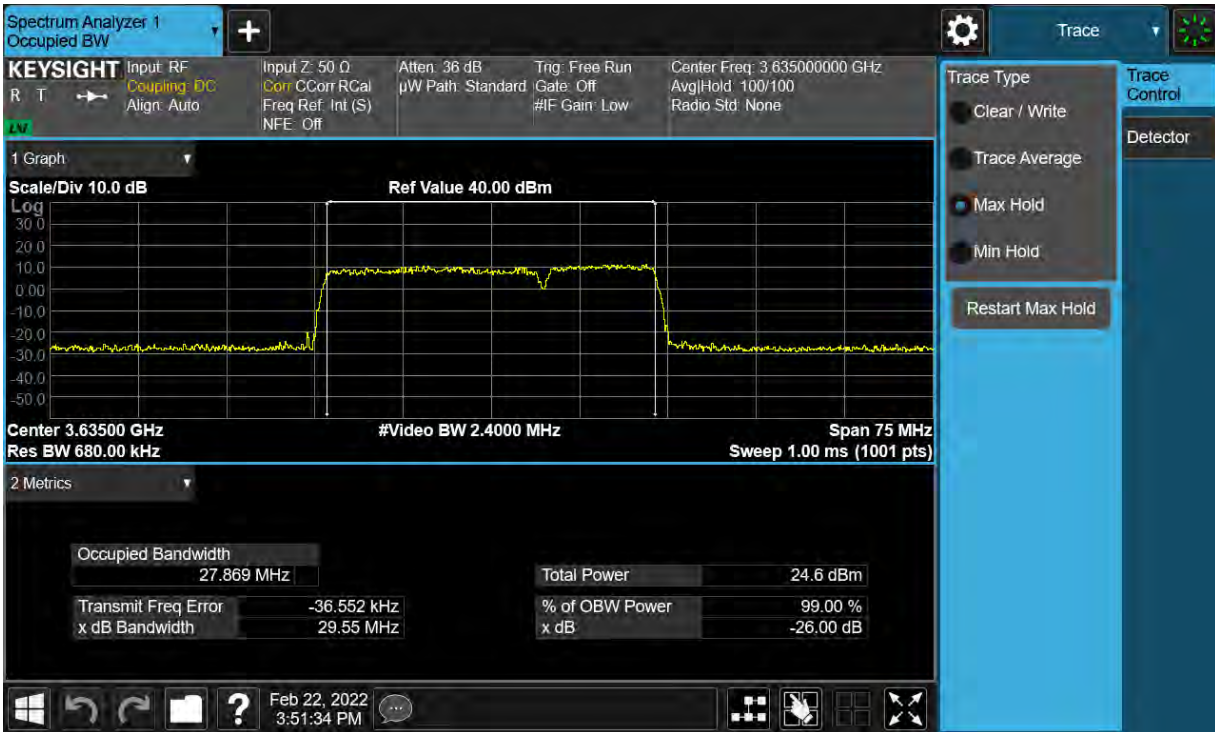 Spectrum Analyzer 1
Occupied BW
Trace
KEYSIGHT
R T
LXI
Input: RF
Coupling: DC
Align: Auto
Input Z: 50 Ω
Corr CCorr RCal
Freq Ref: Int (S)
NFE: Off
Atten: 36 dB
µW Path: Standard
Trig: Free Run
Gate: Off
#IF Gain: Low
Center Freq: 3.635000000 GHz
Avg|Hold: 100/100
Radio Std: None
Trace Type
Clear / Write
Trace Average
Max Hold
Min Hold
Restart Max Hold
Trace
Control
Detector
1 Graph
Scale/Div 10.0 dB
Ref Value 40.00 dBm
Log
30.0
20.0
10.0
0.00
-10.0
-20.0
-30.0
-40.0
-50.0
Center 3.63500 GHz
#Video BW 2.4000 MHz
Span 75 MHz
Res BW 680.00 kHz
Sweep 1.00 ms (1001 pts)
2 Metrics
Occupied Bandwidth
27.869 MHz
Total Power 24.6 dBm
Transmit Freq Error -36.552 kHz
% of OBW Power 99.00 %
x dB Bandwidth 29.55 MHz
x dB -26.00 dB
Feb 22, 2022
3:51:34 PM